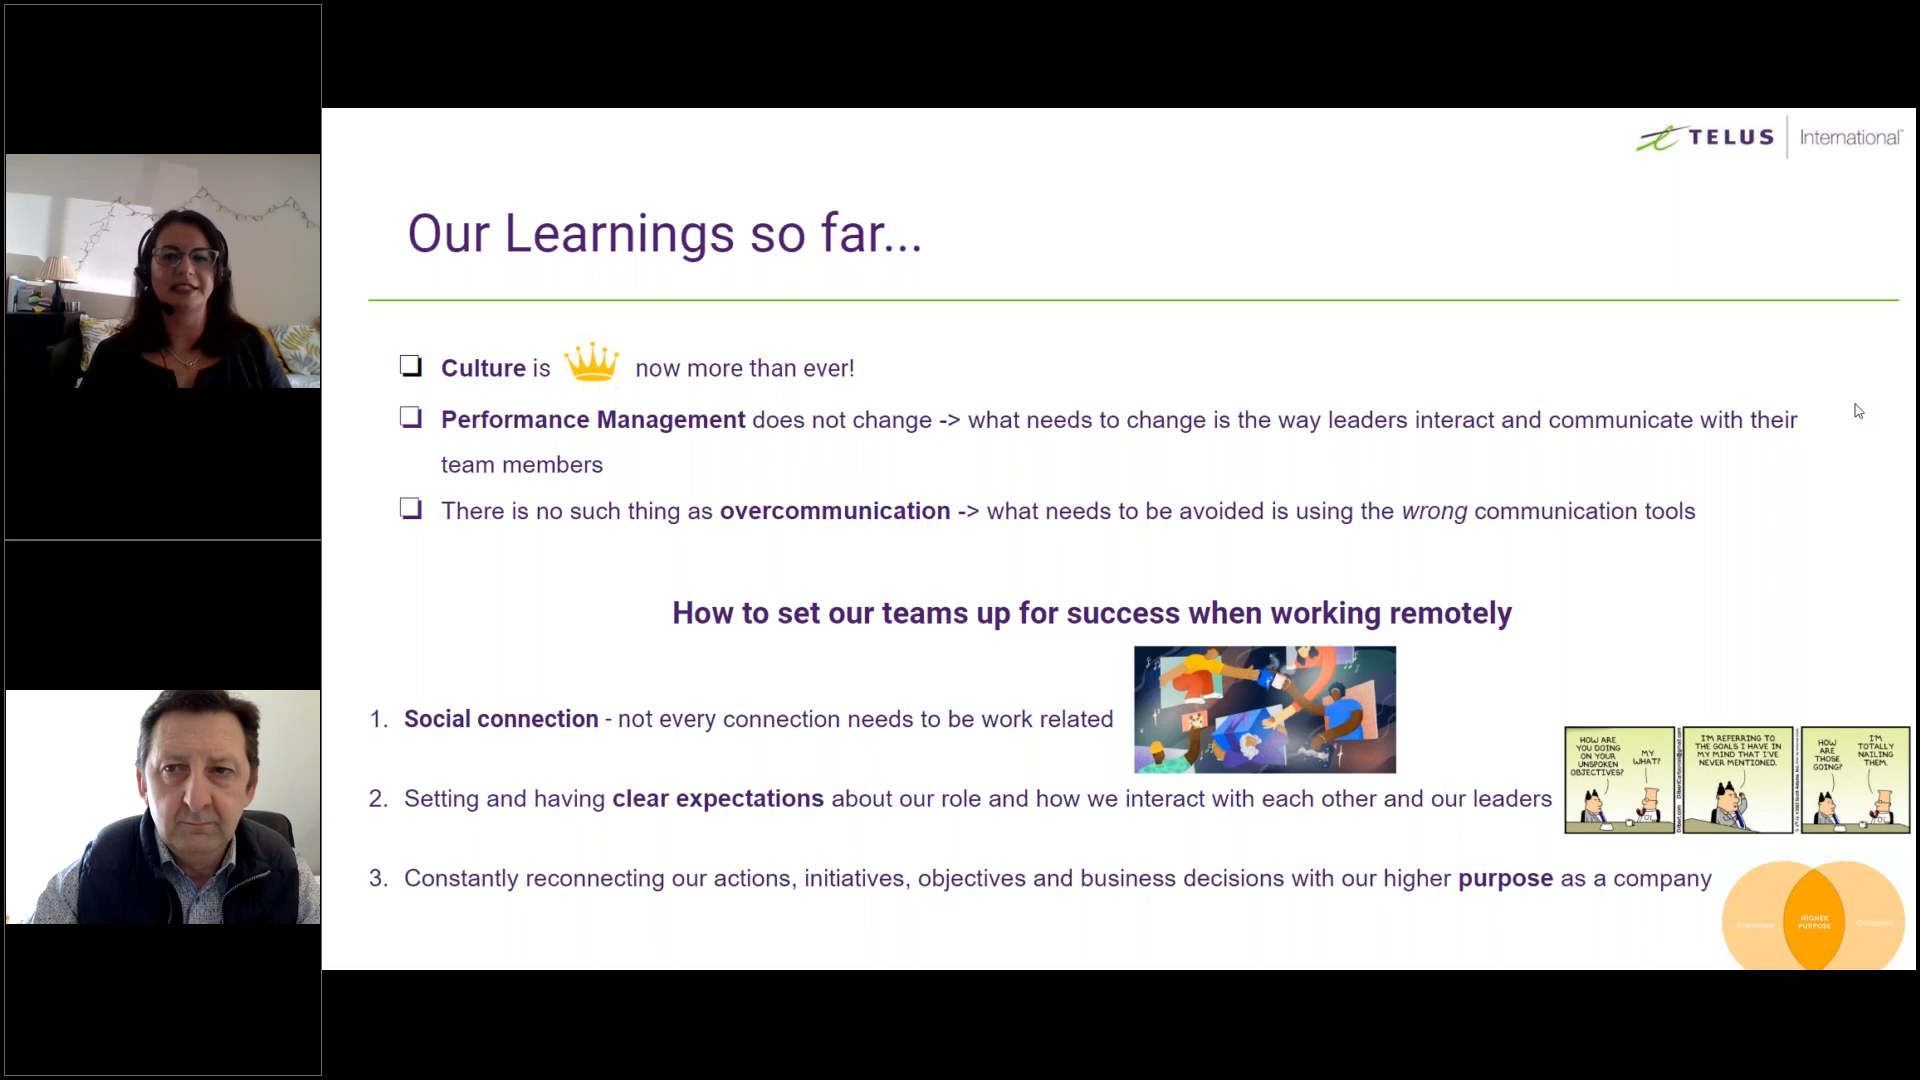 TELUS International
Our Learnings so far...
Culture is now more than ever!
Performance Management does not change -> what needs to change is the way leaders interact and communicate with their
team members
There is no such thing as overcommunication -> what needs to be avoided is using the wrong communication tools
How to set our teams up for success when working remotely
1. Social connection - not every connection needs to be work related
HOW ARE
YOU DOING
ON YOUR
UNSPOKEN
OBJECTIVES?
MY
WHAT?
I'M REFERRING TO
THE GOALS I HAVE IN
MY MIND THAT I'VE
NEVER MENTIONED.
HOW
ARE
THOSE
GOING?
I'M
TOTALLY
NAILING
THEM.
2. Setting and having clear expectations about our role and how we interact with each other and our leaders
3. Constantly reconnecting our actions, initiatives, objectives and business decisions with our higher purpose as a company
HIGHER
PURPOSE